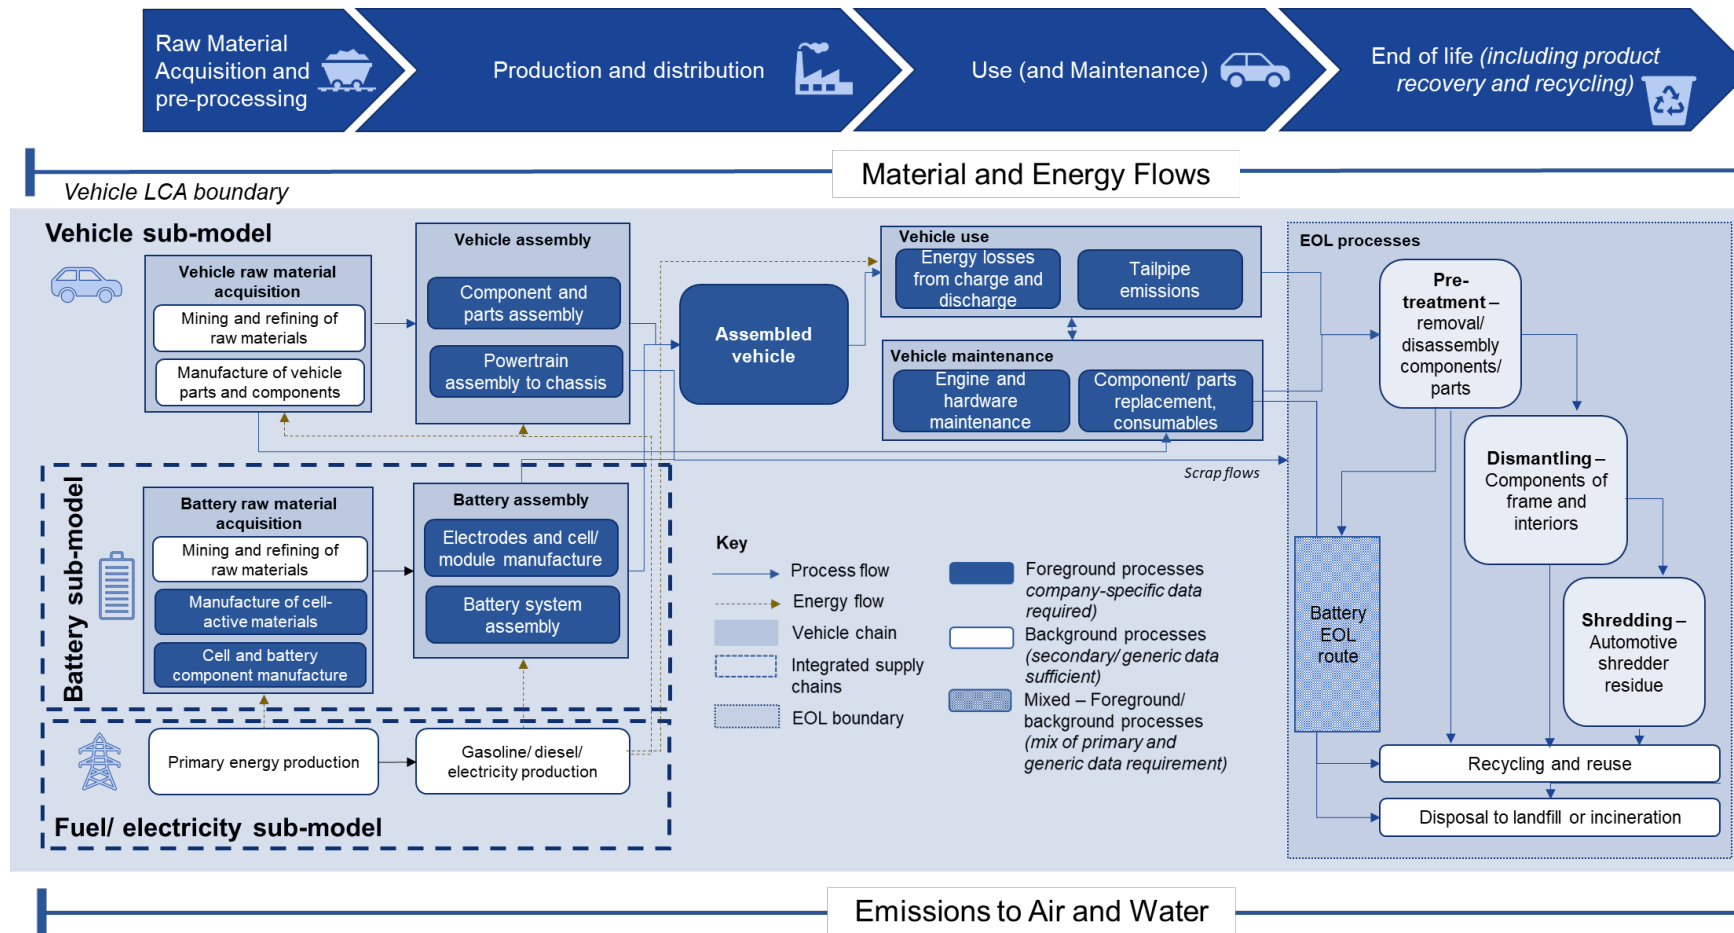 Raw Material
Acquisition and
pre-processing
Production and distribution
Use (and Maintenance)
End of life (including product
recovery and recycling)
Material and Energy Flows
Vehicle LCA boundary
Vehicle sub-model
Vehicle raw material
acquisition
Mining and refining of
raw materials
Manufacture of vehicle
parts and components
Vehicle assembly
Component and
parts assembly
Powertrain
assembly to chassis
Assembled
vehicle
Vehicle use
Energy losses
from charge and
discharge
Tailpipe
emissions
Vehicle maintenance
Engine and
hardware
maintenance
Component/ parts
replacement,
consumables
Scrap flows
EOL processes
Pre-
treatment –
removal/
disassembly
components/
parts
Dismantling –
Components of
frame and
interiors
Shredding –
Automotive
shredder
residue
Battery
EOL
route
Recycling and reuse
Disposal to landfill or incineration
Battery sub-model
Battery raw material
acquisition
Mining and refining of
raw materials
Manufacture of cell-
active materials
Cell and battery
component manufacture
Battery assembly
Electrodes and cell/
module manufacture
Battery system
assembly
Primary energy production
Gasoline/ diesel/
electricity production
Fuel/ electricity sub-model
Key
Process flow
Energy flow
Vehicle chain
Integrated supply
chains
EOL boundary
Foreground processes
company-specific data
required)
Background processes
(secondary/ generic data
sufficient)
Mixed – Foreground/
background processes
(mix of primary and
generic data requirement)
Emissions to Air and Water